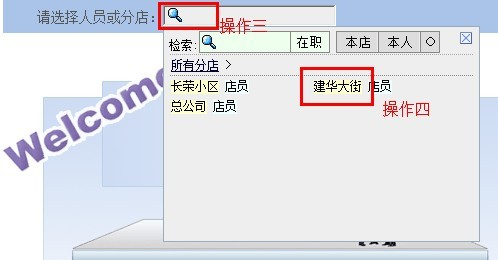 请选择人员或分店：
操作三
检索： 在职 本店 本人 ○
所有分店 >
长荣小区 店员 建华大街 店员
总公司 店员
操作四
Welcome